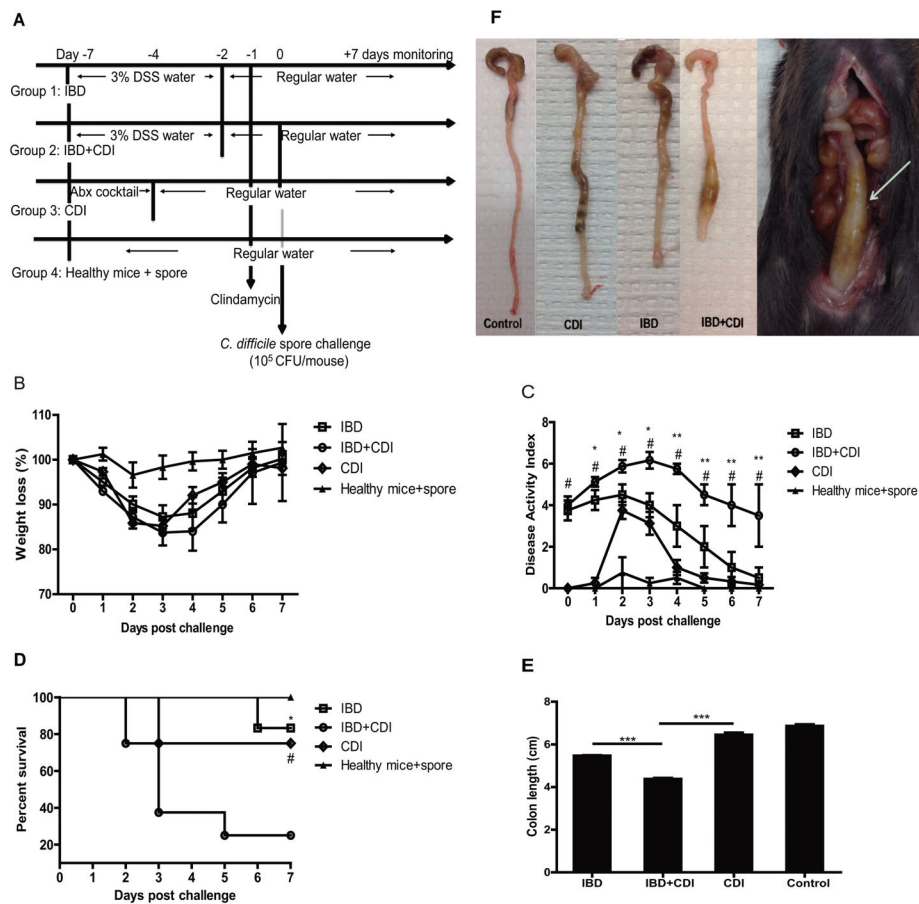 A
Day -7 -4 -2 -1 0 +7 days monitoring
3% DSS water Regular water
Group 1: IBD
3% DSS water Regular water
Group 2: IBD+CDI
Abx cocktail Regular water
Group 3: CDI
Regular water
Group 4: Healthy mice + spore
Clindamycin
C. difficile spore challenge
(10⁵ CFU/mouse)
F
Control
CDI
IBD
IBD+CDI
B
Weight loss (%)
110
100
90
80
70
0 1 2 3 4 5 6 7
Days post challenge
IBD
IBD+CDI
CDI
Healthy mice+spore
C
Disease Activity Index
8
6
4
2
0
* * * ** ** ** **
# # # # # # # #
0 1 2 3 4 5 6 7
Days post challenge
IBD
IBD+CDI
CDI
Healthy mice+spore
D
Percent survival
100
80
60
40
20
*
#
0 1 2 3 4 5 6 7
Days post challenge
IBD
IBD+CDI
CDI
Healthy mice+spore
E
Colon length (cm)
8
6
4
2
0
***
***
IBD IBD+CDI CDI Control